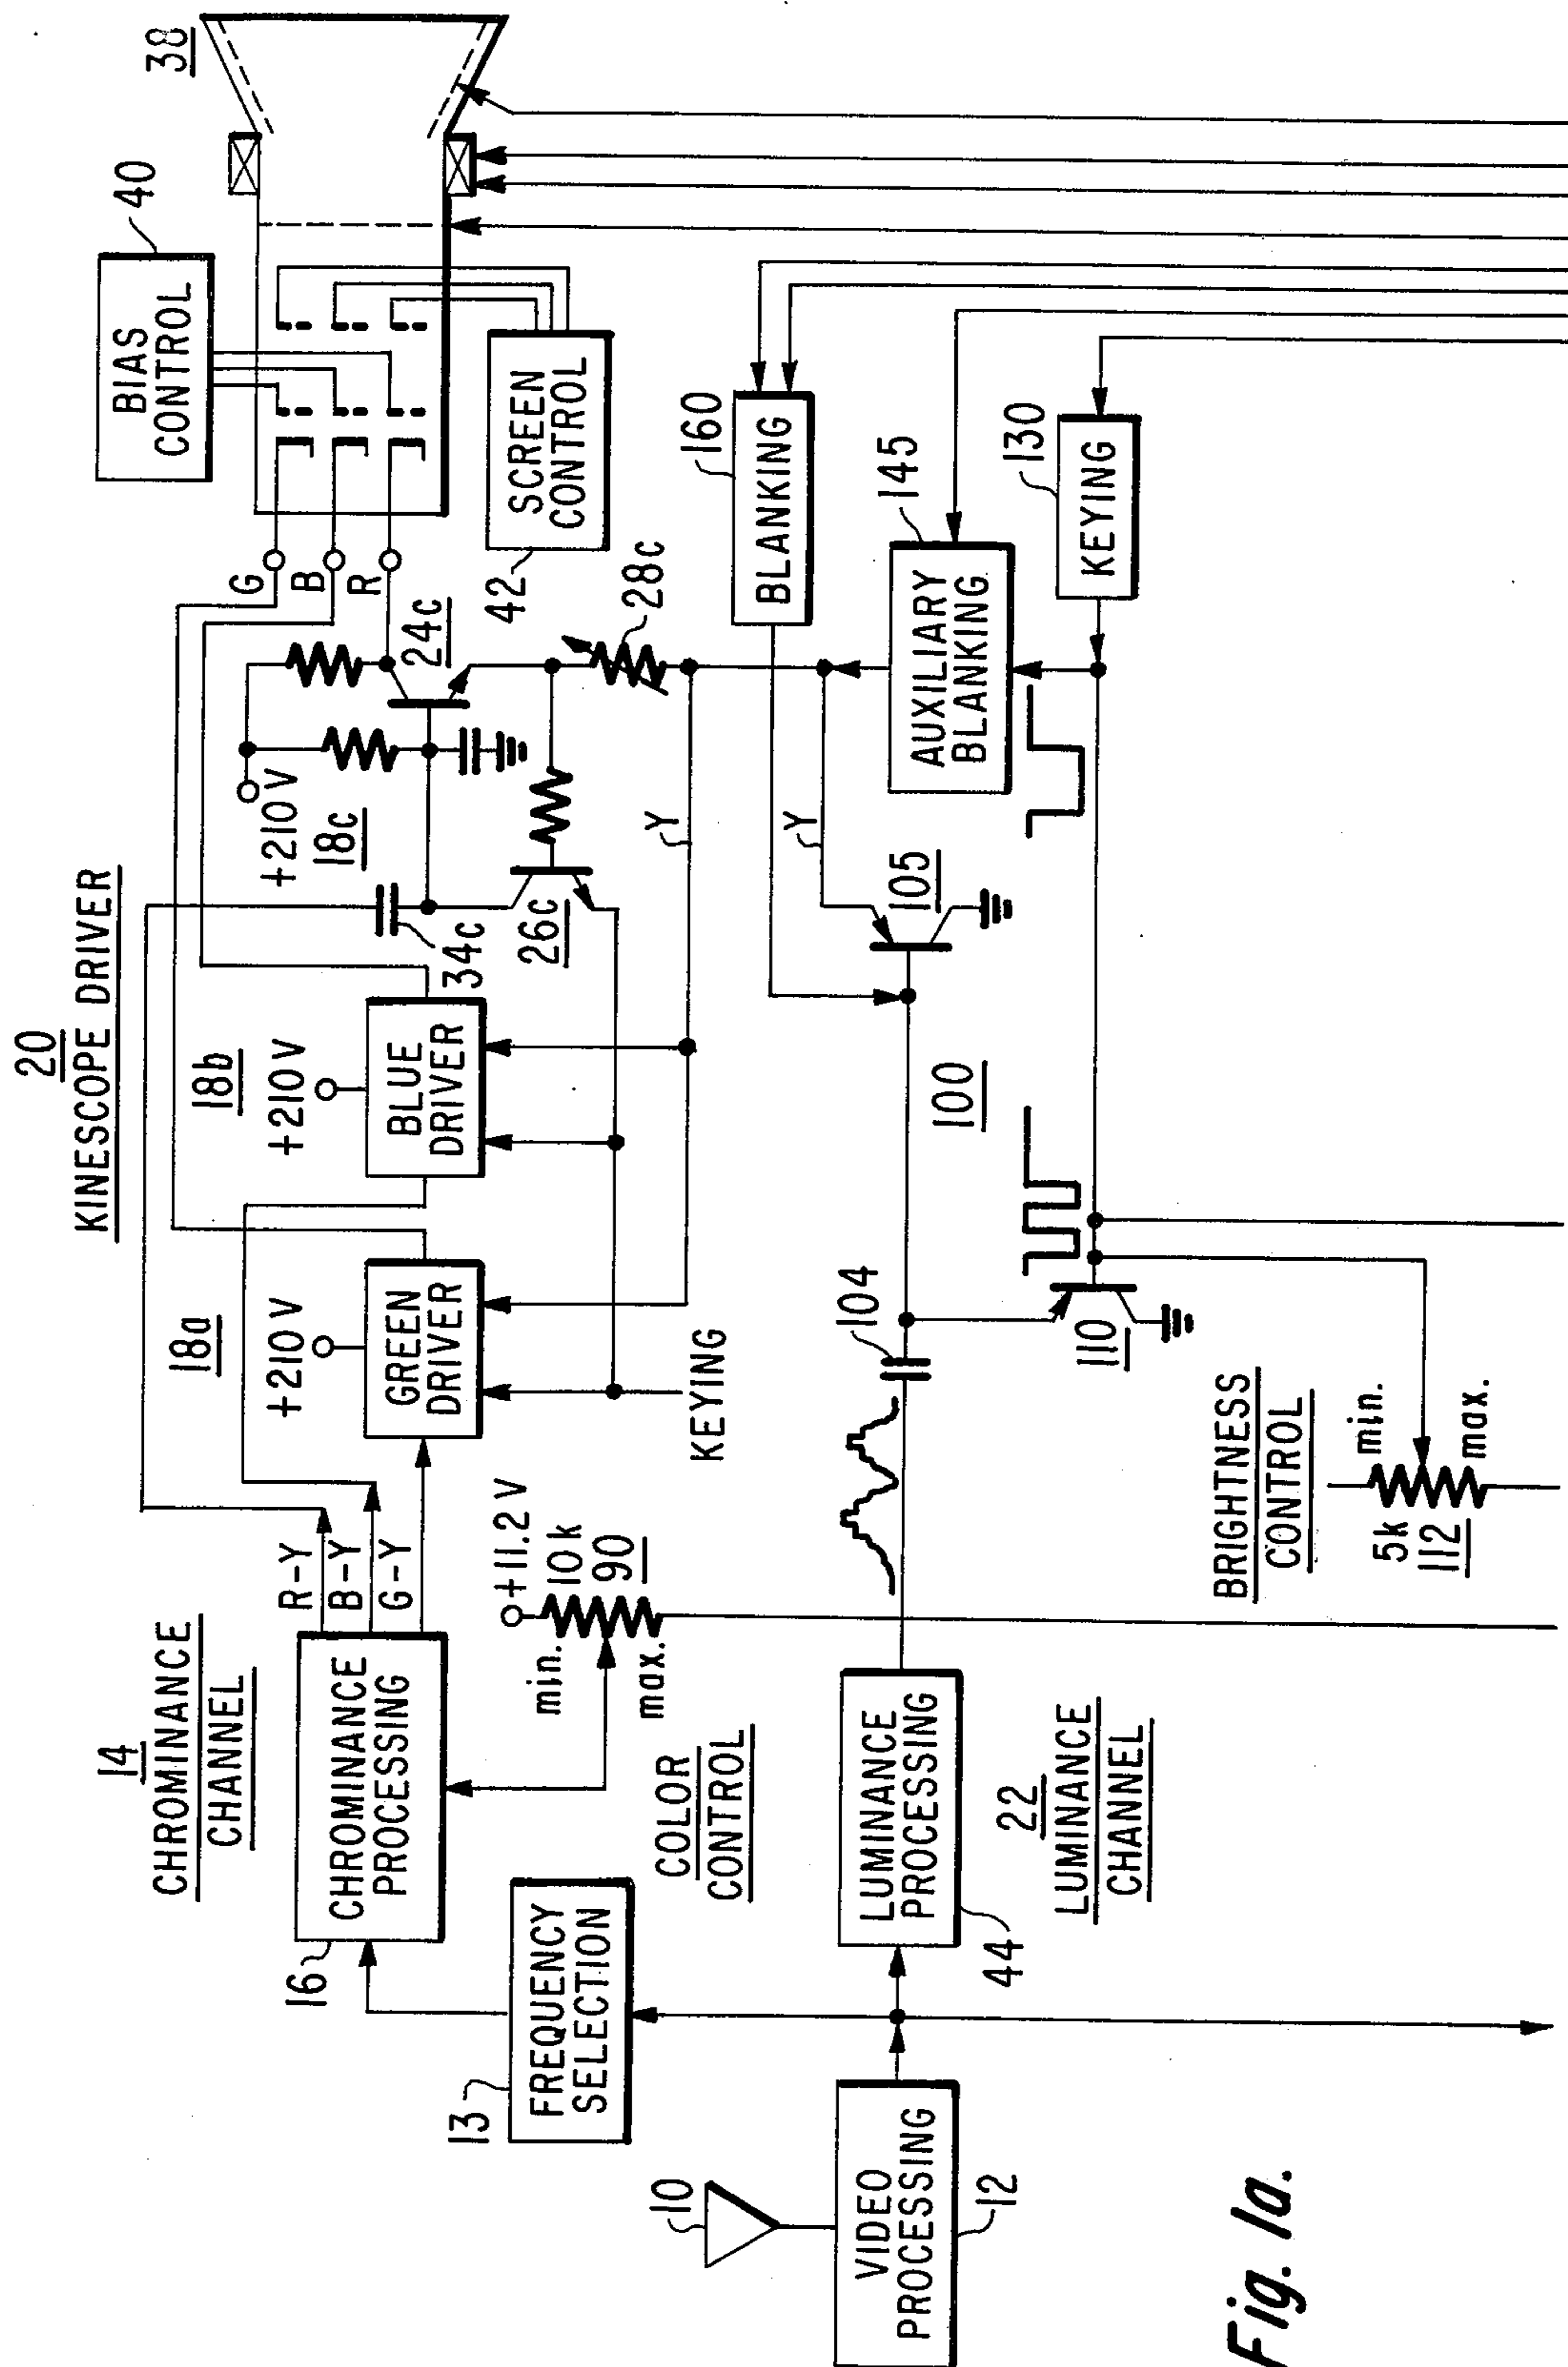 20
KINESCOPE DRIVER
14
CHROMINANCE
CHANNEL
16
CHROMINANCE
PROCESSING
R-Y
B-Y
G-Y
13
FREQUENCY
SELECTION
10
VIDEO
PROCESSING
12
COLOR
CONTROL
min.
max.
+11.2V
10k
90
18a
+210V
GREEN
DRIVER
KEYING
18b
+210V
BLUE
DRIVER
34c
26c
18c
+210V
24c
28c
Y
Y
G
B
R
BIAS
CONTROL
40
38
SCREEN
CONTROL
42
BLANKING
160
AUXILIARY
BLANKING
145
KEYING
130
105
100
104
110
LUMINANCE
PROCESSING
44
22
LUMINANCE
CHANNEL
BRIGHTNESS
CONTROL
min.
max.
5k
112
Fig. 1a.